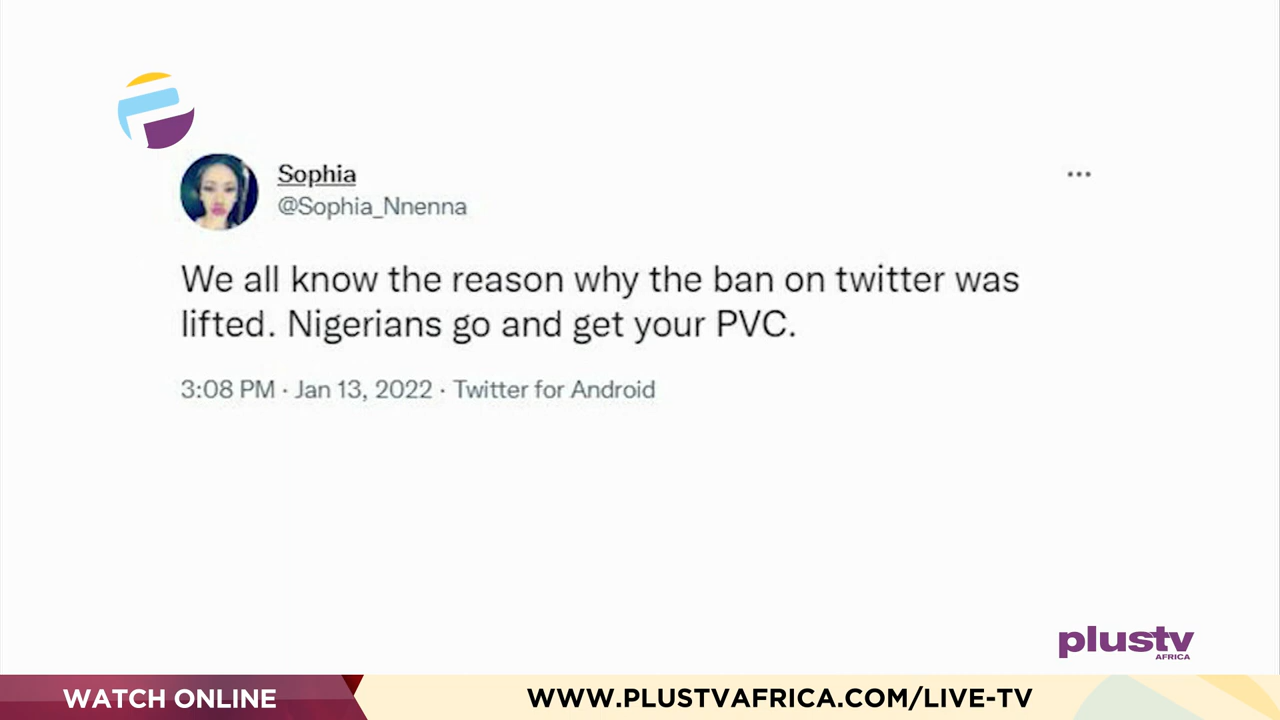 Sophia
@Sophia_Nnenna
We all know the reason why the ban on twitter was
lifted. Nigerians go and get your PVC.
3:08 PM · Jan 13, 2022 · Twitter for Android
plustv
AFRICA
WATCH ONLINE
WWW.PLUSTVAFRICA.COM/LIVE-TV